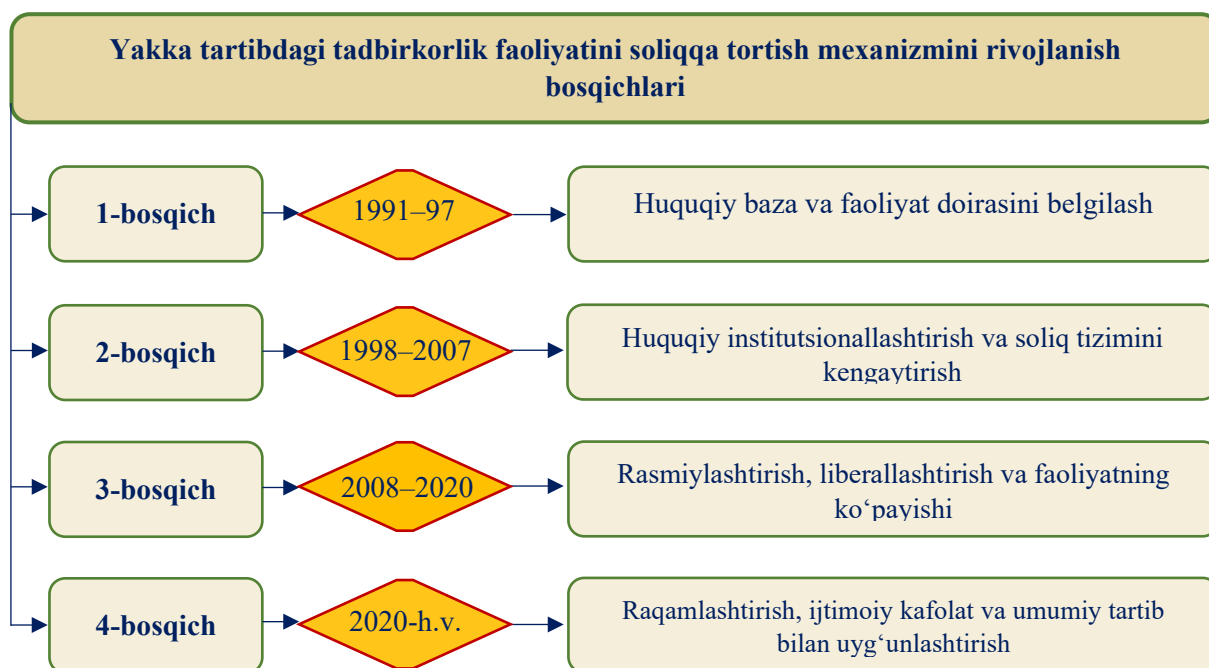 Yakka tartibdagi tadbirkorlik faoliyatini soliqqa tortish mexanizmini rivojlanish
bosqichlari
1-bosqich
1991–97
Huquqiy baza va faoliyat doirasini belgilash
2-bosqich
1998–2007
Huquqiy institutsionallashtirish va soliq tizimini
kengaytirish
3-bosqich
2008–2020
Rasmiylashtirish, liberallashtirish va faoliyatning
ko‘payishi
4-bosqich
2020-h.v.
Raqamlashtirish, ijtimoiy kafolat va umumiy tartib
bilan uyg‘unlashtirish